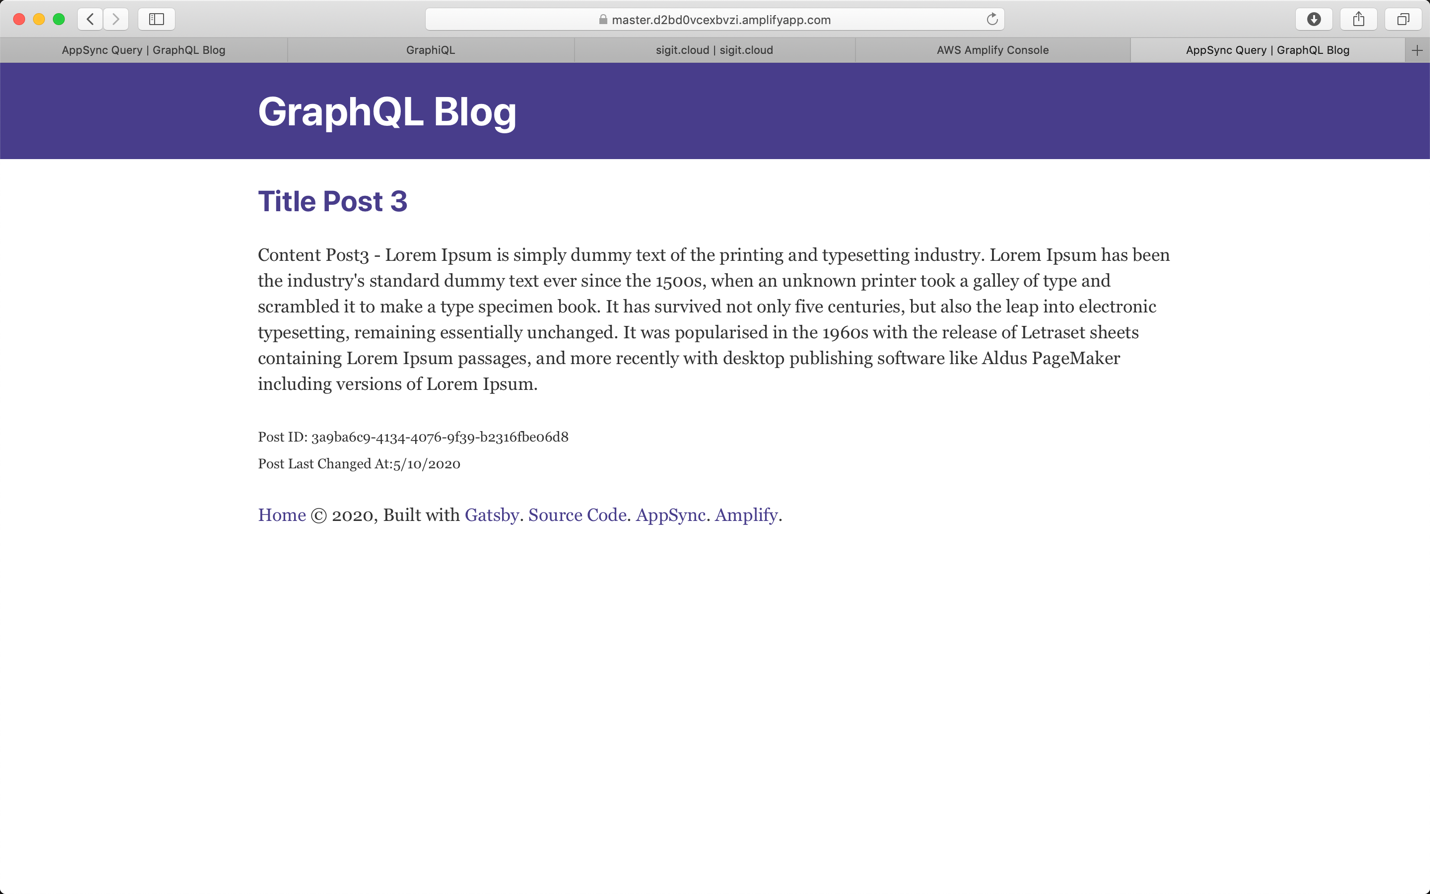 master.d2bd0vcexbvzi.amplifyapp.com
AppSync Query | GraphQL Blog
GraphiQL
sigit.cloud | sigit.cloud
AWS Amplify Console
AppSync Query | GraphQL Blog
GraphQL Blog
Title Post 3
Content Post3 - Lorem Ipsum is simply dummy text of the printing and typesetting industry. Lorem Ipsum has been
the industry's standard dummy text ever since the 1500s, when an unknown printer took a galley of type and
scrambled it to make a type specimen book. It has survived not only five centuries, but also the leap into electronic
typesetting, remaining essentially unchanged. It was popularised in the 1960s with the release of Letraset sheets
containing Lorem Ipsum passages, and more recently with desktop publishing software like Aldus PageMaker
including versions of Lorem Ipsum.
Post ID: 3a9ba6c9-4134-4076-9f39-b2316fbe06d8
Post Last Changed At:5/10/2020
Home © 2020, Built with Gatsby. Source Code. AppSync. Amplify.